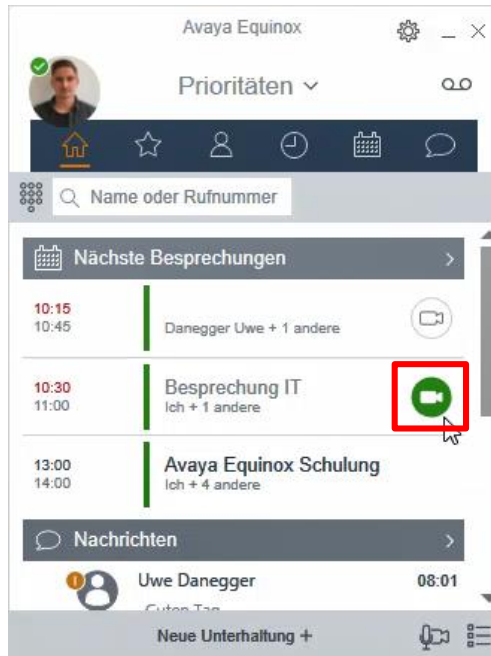 Avaya Equinox
Prioritäten
Name oder Rufnummer
Nächste Besprechungen
10:15
10:45
Danegger Uwe + 1 andere
10:30
11:00
Besprechung IT
Ich + 1 andere
13:00
14:00
Avaya Equinox Schulung
Ich + 4 andere
Nachrichten
Uwe Danegger
08:01
Guten Tag
Neue Unterhaltung +